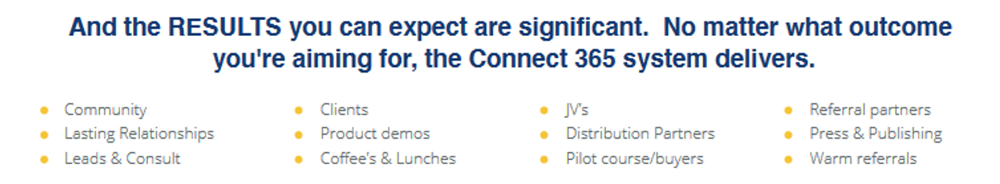 And the RESULTS you can expect are significant.  No matter what outcome
you're aiming for, the Connect 365 system delivers.
Community
Lasting Relationships
Leads & Consult
Clients
Product demos
Coffee’s & Lunches
JV's
Distribution Partners
Pilot course/buyers
Referral partners
Press & Publishing
Warm referrals